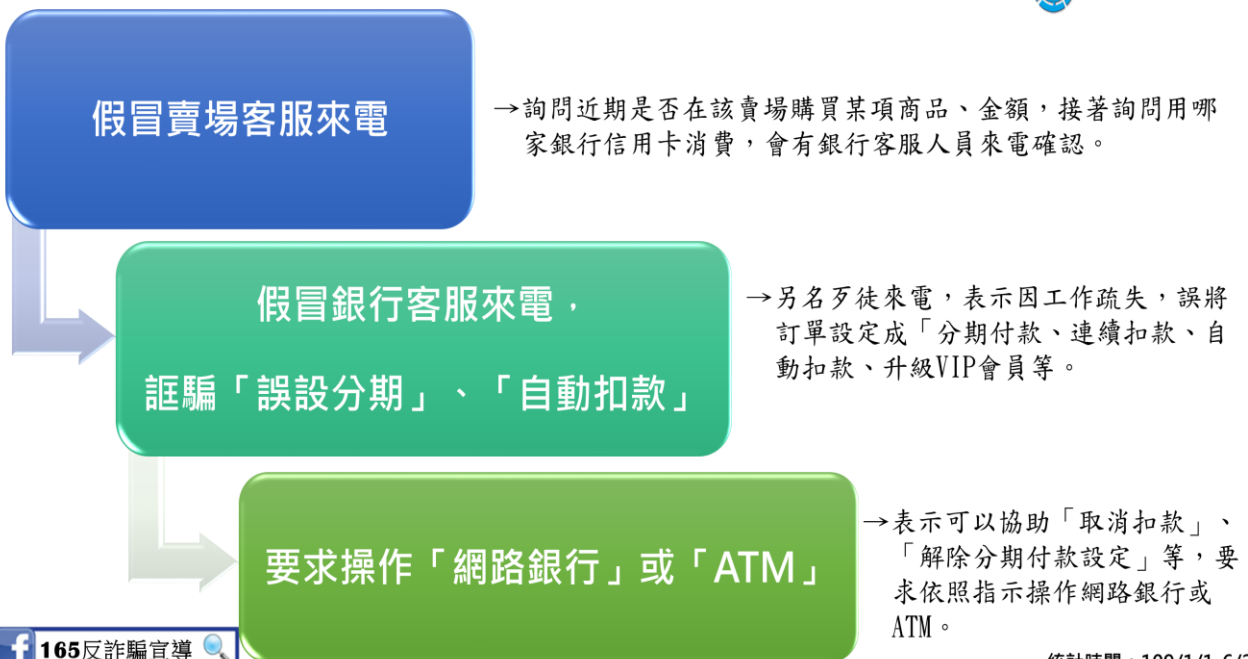 假冒賣場客服來電
→詢問近期是否在該賣場購買某項商品、金額，接著詢問用哪
家銀行信用卡消費，會有銀行客服人員來電確認。
假冒銀行客服來電，
誆騙「誤設分期」、「自動扣款」
→另名歹徒來電，表示因工作疏失，誤將
訂單設定成「分期付款、連續扣款、自
動扣款、升級VIP會員等。
要求操作「網路銀行」或「ATM」
→表示可以協助「取消扣款」、
「解除分期付款設定」等，要
求依照指示操作網路銀行或
ATM。
f 165反詐騙宣導
統計時間：109/1/1-6/